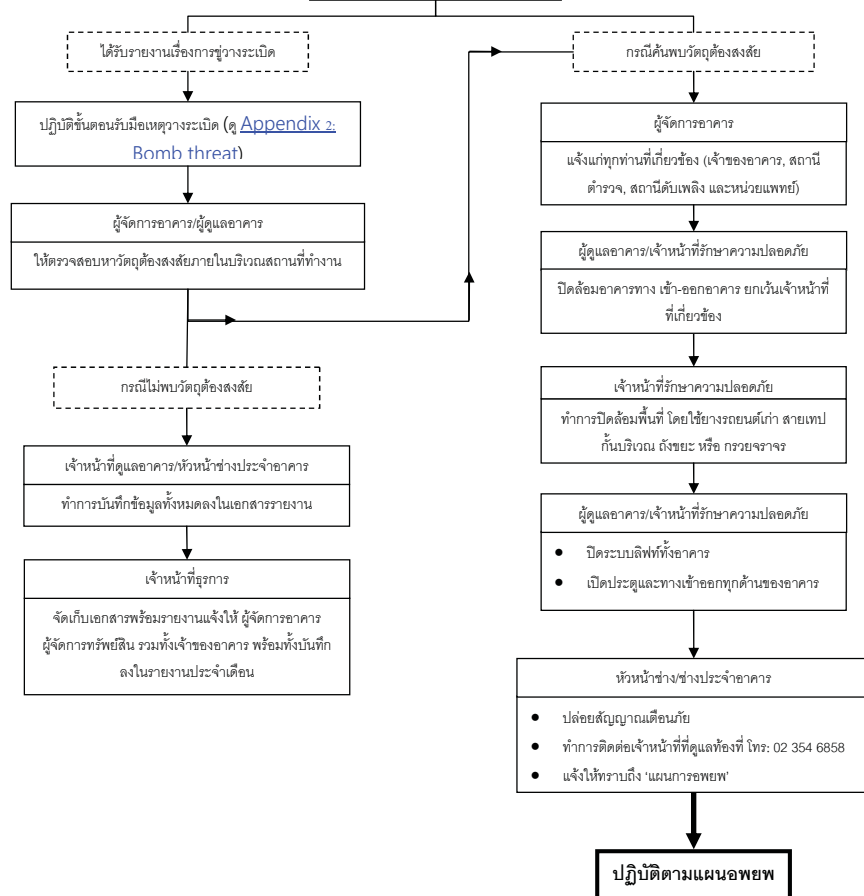 ได้รับรายงานเรื่องการขู่วางระเบิด
ปฏิบัติขั้นตอนรับมือเหตุวางระเบิด (ดู Appendix 2:
Bomb threat)
ผู้จัดการอาคาร/ผู้ดูแลอาคาร
ให้ตรวจสอบหาวัตถุต้องสงสัยภายในบริเวณสถานที่ทำงาน
กรณีไม่พบวัตถุต้องสงสัย
เจ้าหน้าที่ดูแลอาคาร/หัวหน้าช่างประจำอาคาร
ทำการบันทึกข้อมูลทั้งหมดลงในเอกสารรายงาน
เจ้าหน้าที่ธุรการ
จัดเก็บเอกสารพร้อมรายงานแจ้งให้ ผู้จัดการอาคาร
ผู้จัดการทรัพย์สิน รวมทั้งเจ้าของอาคาร พร้อมทั้งบันทึก
ลงในรายงานประจำเดือน
กรณีค้นพบวัตถุต้องสงสัย
ผู้จัดการอาคาร
แจ้งแก่ทุกท่านที่เกี่ยวข้อง (เจ้าของอาคาร, สถานี
ตำรวจ, สถานีดับเพลิง และหน่วยแพทย์)
ผู้ดูแลอาคาร/เจ้าหน้าที่รักษาความปลอดภัย
ปิดล้อมอาคารทาง เข้า-ออกอาคาร ยกเว้นเจ้าหน้าที่
ที่เกี่ยวข้อง
เจ้าหน้าที่รักษาความปลอดภัย
ทำการปิดล้อมพื้นที่ โดยใช้ยางรถยนต์เก่า สายเทป
กั้นบริเวณ ถังขยะ หรือ กรวยจราจร
ผู้ดูแลอาคาร/เจ้าหน้าที่รักษาความปลอดภัย
● ปิดระบบลิฟท์ทั้งอาคาร
● เปิดประตูและทางเข้าออกทุกด้านของอาคาร
หัวหน้าช่าง/ช่างประจำอาคาร
● ปล่อยสัญญาณเตือนภัย
● ทำการติดต่อเจ้าหน้าที่ที่ดูแลท้องที่ โทร: 02 354 6858
● แจ้งให้ทราบถึง 'แผนการอพยพ'
ปฏิบัติตามแผนอพยพ